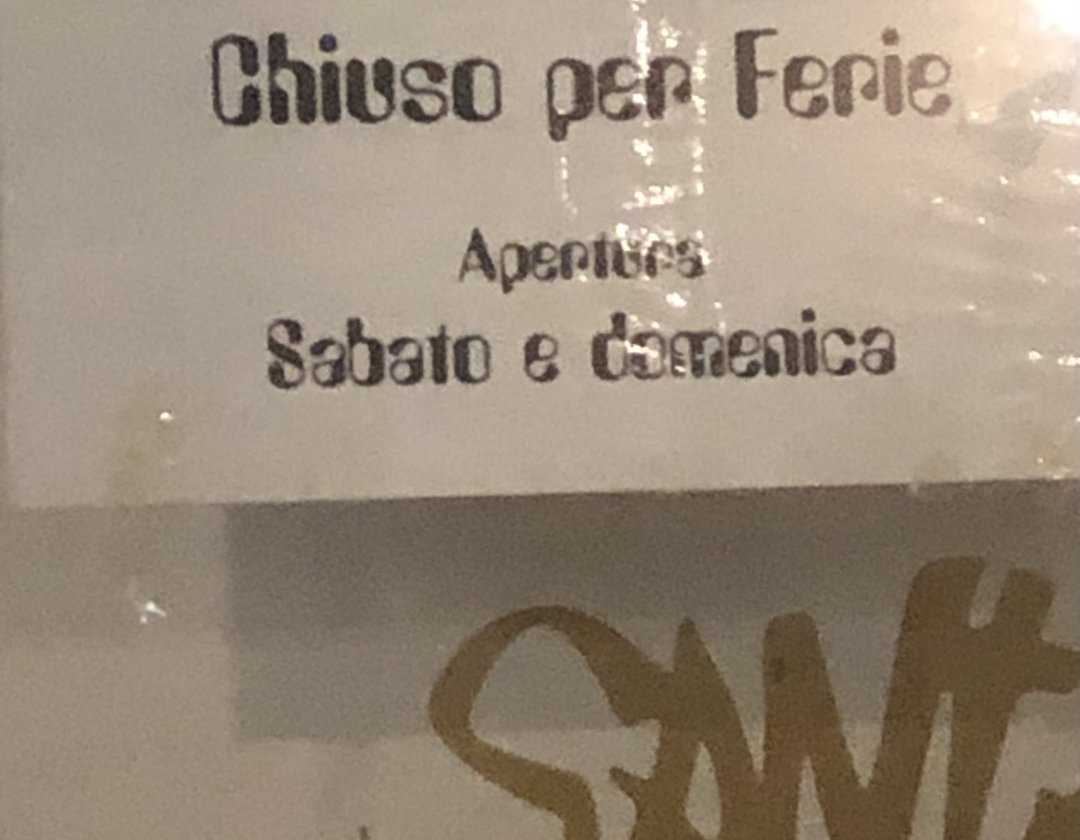 Chiuso per Ferie
Apertura
Sabato e domenica